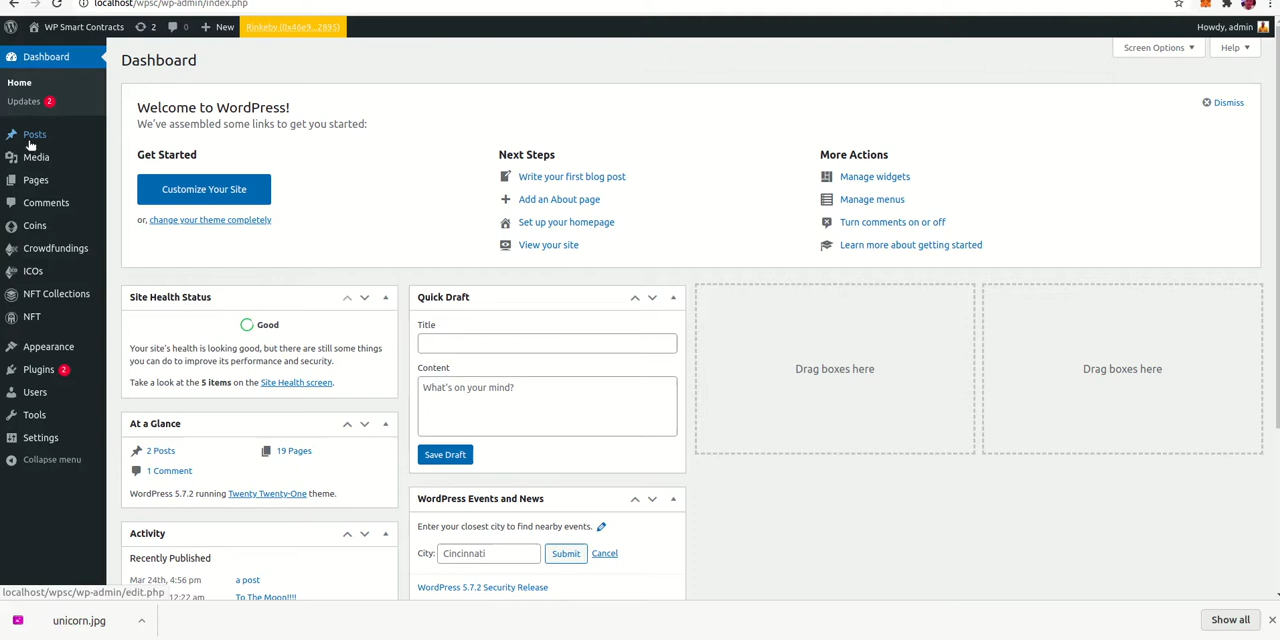 localhost/wpsc/wp-admin/index.php
WP Smart Contracts 2 0 New Rinkeby (0x46e9...2895) Howdy, admin
Screen Options Help
Dashboard
Home
Updates 2
Posts
Media
Pages
Comments
Coins
Crowdfundings
ICOs
NFT Collections
NFT
Appearance
Plugins 2
Users
Tools
Settings
Collapse menu
Dashboard
Welcome to WordPress!
Dismiss
We've assembled some links to get you started:
Get Started
Customize Your Site
or, change your theme completely
Next Steps
Write your first blog post
Add an About page
Set up your homepage
View your site
More Actions
Manage widgets
Manage menus
Turn comments on or off
Learn more about getting started
Site Health Status
Good
Your site's health is looking good, but there are still some things
you can do to improve its performance and security.
Take a look at the 5 items on the Site Health screen.
At a Glance
2 Posts 19 Pages
1 Comment
WordPress 5.7.2 running Twenty Twenty-One theme.
Activity
Recently Published
Mar 24th, 4:56 pm a post
12:22 am To The Moon!!!!
Quick Draft
Title
Content
What's on your mind?
Save Draft
WordPress Events and News
Enter your closest city to find nearby events.
City: Cincinnati Submit Cancel
WordPress 5.7.2 Security Release
Drag boxes here
Drag boxes here
localhost/wpsc/wp-admin/edit.php
unicorn.jpg
Show all